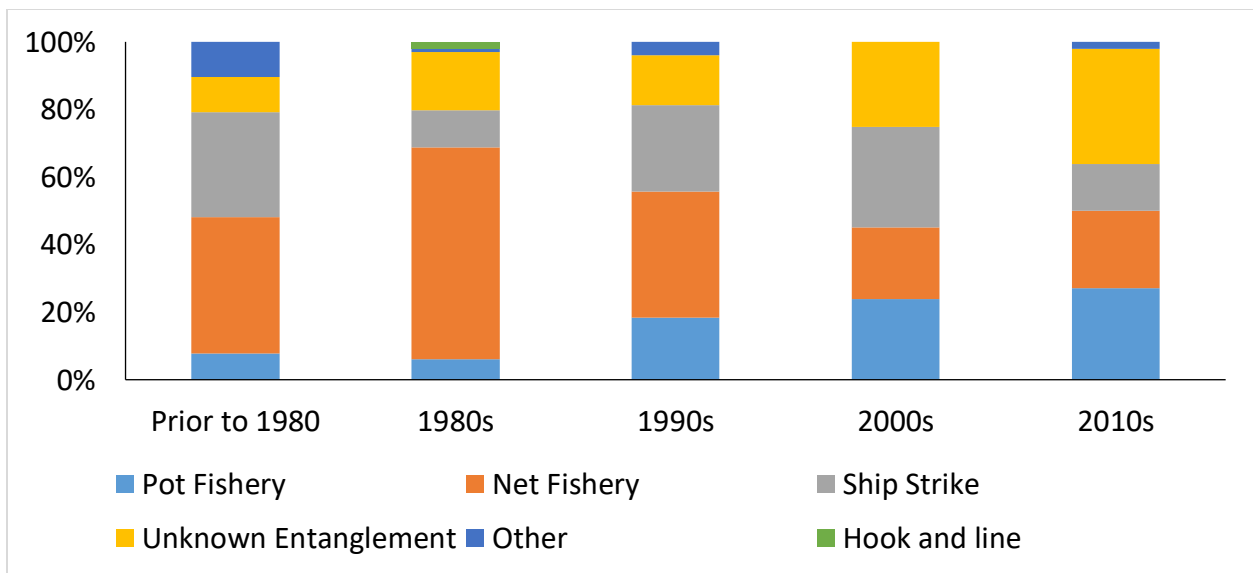 100%
80%
60%
40%
20%
0%
Prior to 1980 1980s 1990s 2000s 2010s
Pot Fishery Net Fishery Ship Strike
Unknown Entanglement Other Hook and line